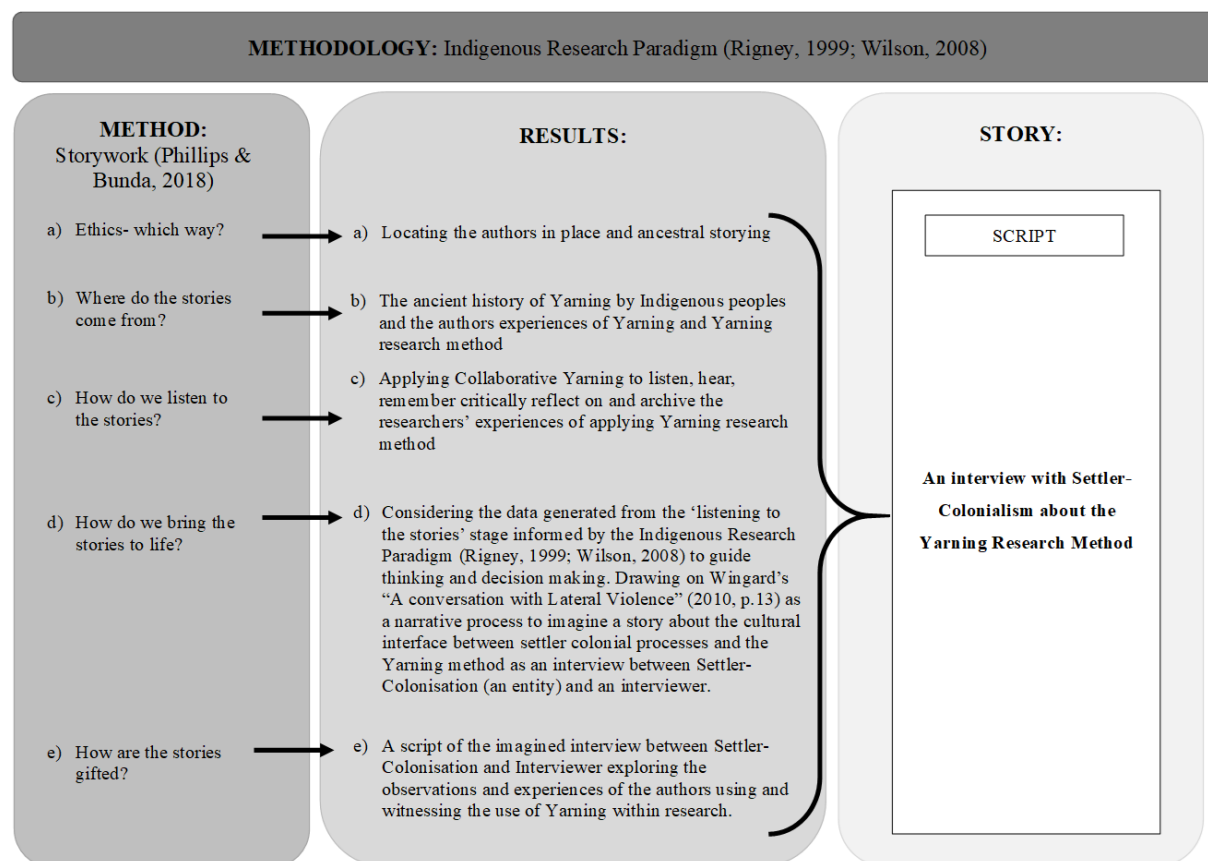 METHODOLOGY: Indigenous Research Paradigm (Rigney, 1999; Wilson, 2008)
METHOD:
Storywork (Phillips &
Bunda, 2018)
a) Ethics- which way?
b) Where do the stories
come from?
c) How do we listen to
the stories?
d) How do we bring the
stories to life?
e) How are the stories
gifted?
RESULTS:
a) Locating the authors in place and ancestral storying
b) The ancient history of Yarning by Indigenous peoples
and the authors experiences of Yarning and Yarning
research method
c) Applying Collaborative Yarning to listen, hear,
remember critically reflect on and archive the
researchers’ experiences of applying Yarning research
method
d) Considering the data generated from the ‘listening to
the stories’ stage informed by the Indigenous Research
Paradigm (Rigney, 1999; Wilson, 2008) to guide
thinking and decision making. Drawing on Wingard’s
“A conversation with Lateral Violence” (2010, p.13) as
a narrative process to imagine a story about the cultural
interface between settler colonial processes and the
Yarning method as an interview between Settler-
Colonisation (an entity) and an interviewer.
e) A script of the imagined interview between Settler-
Colonisation and Interviewer exploring the
observations and experiences of the authors using and
witnessing the use of Yarning within research.
STORY:
SCRIPT
An interview with Settler-
Colonialism about the
Yarning Research Method